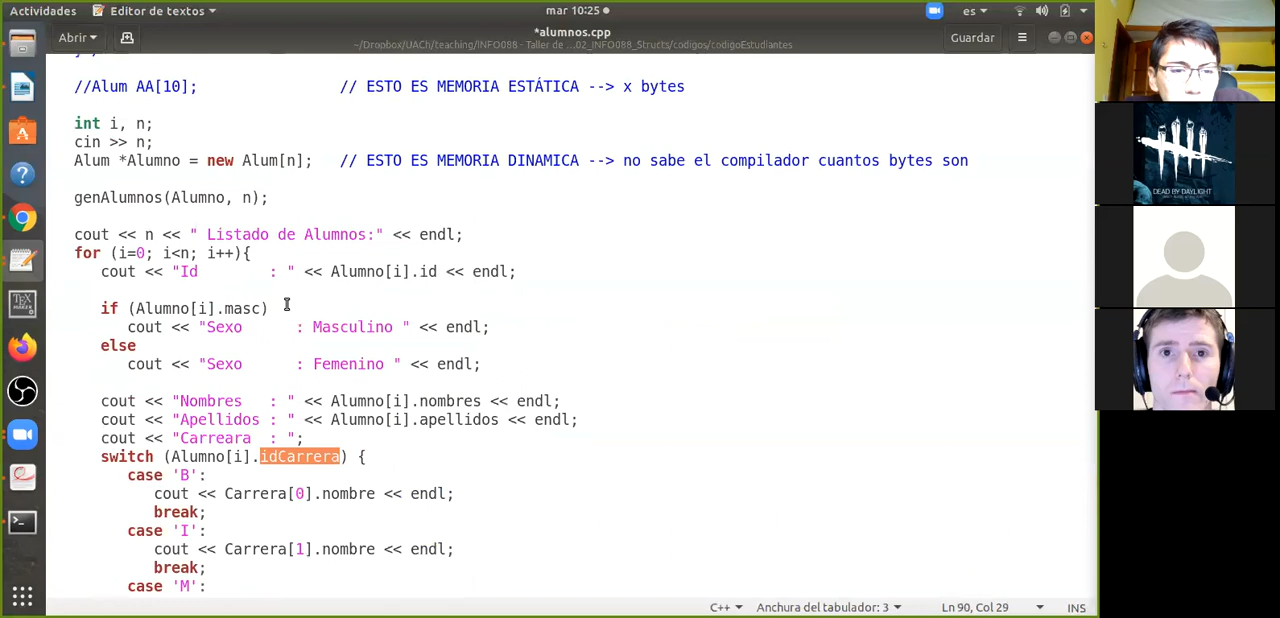 Actividades Editor de textos mar 10:25 es
Abrir *alumnos.cpp Guardar
~/Dropbox/UACh/teaching/INFO088 - Taller de ...02_INFO088_Structs/codigos/codigoEstudiantes
//Alum AA[10]; // ESTO ES MEMORIA ESTÁTICA --> x bytes
int i, n;
cin >> n;
Alum *Alumno = new Alum[n]; // ESTO ES MEMORIA DINAMICA --> no sabe el compilador cuantos bytes son
genAlumnos(Alumno, n);
cout << n << " Listado de Alumnos:" << endl;
for (i=0; i<n; i++){
cout << "Id : " << Alumno[i].id << endl;
if (Alumno[i].masc)
cout << "Sexo : Masculino " << endl;
else
cout << "Sexo : Femenino " << endl;
cout << "Nombres : " << Alumno[i].nombres << endl;
cout << "Apellidos : " << Alumno[i].apellidos << endl;
cout << "Carreara : ";
switch (Alumno[i].idCarrera) {
case 'B':
cout << Carrera[0].nombre << endl;
break;
case 'I':
cout << Carrera[1].nombre << endl;
break;
case 'M':
C++ Anchura del tabulador: 3 Ln 90, Col 29 INS
DEAD BY DAYLIGHT
TEX